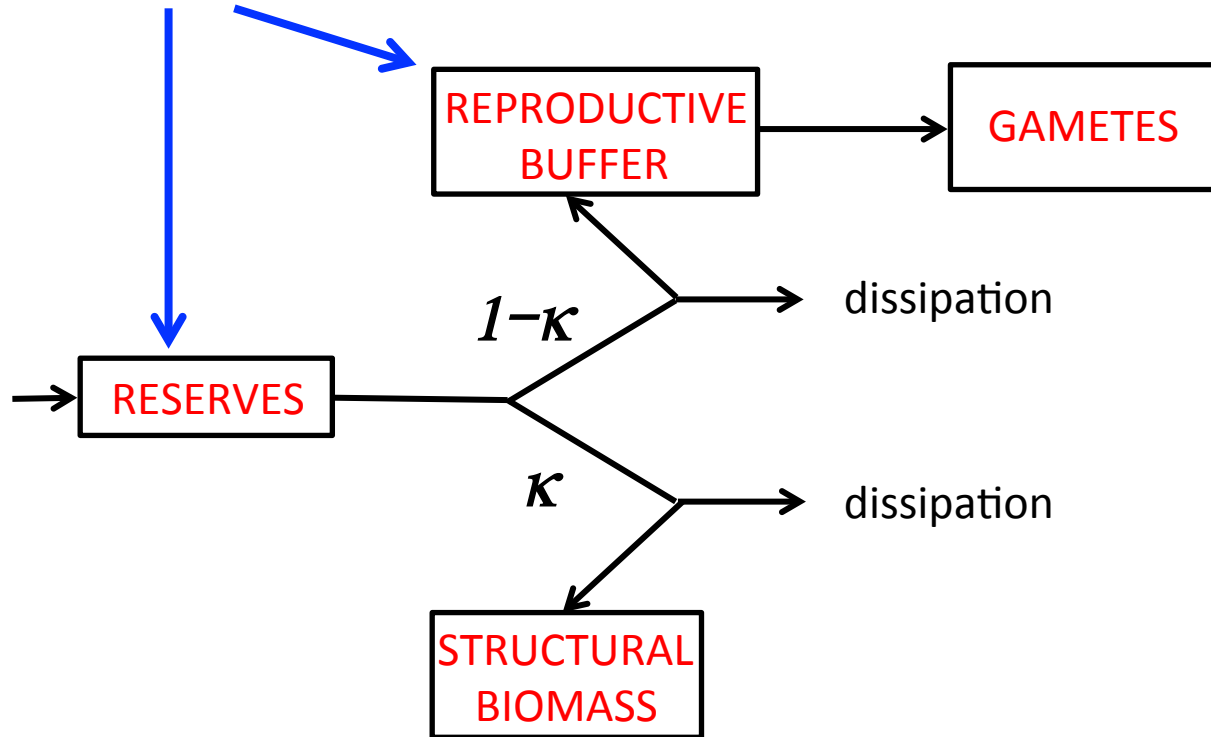 REPRODUCTIVE
BUFFER
GAMETES
1-κ
dissipation
RESERVES
κ
dissipation
STRUCTURAL
BIOMASS